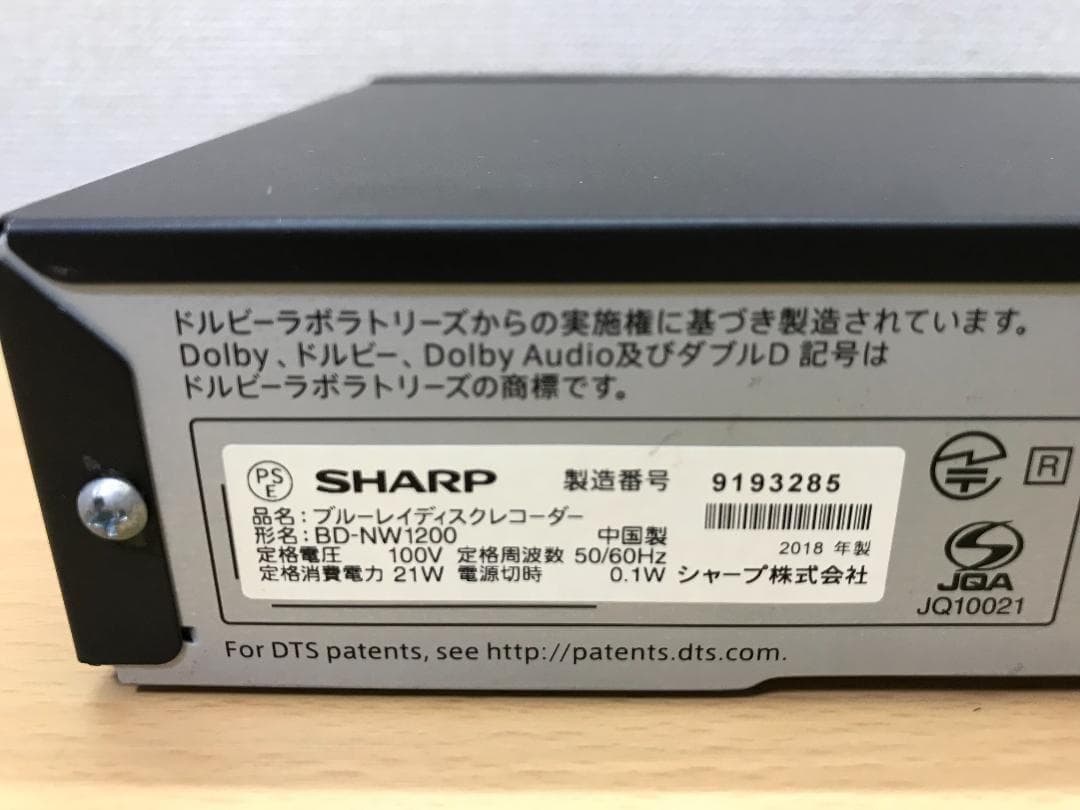 ドルビーラボラトリーズからの実施権に基づき製造されています。
Dolby、ドルビー、Dolby Audio及びダブルD 記号は
ドルビーラボラトリーズの商標です。
PS
E
SHARP 製造番号 9193285
品名：ブルーレイディスクレコーダー
形名：BD-NW1200 中国製
定格電圧 100V 定格周波数 50/60Hz 2018 年製
定格消費電力 21W 電源切時 0.1W シャープ株式会社
R
JQA
JQ10021
For DTS patents, see http://patents.dts.com.